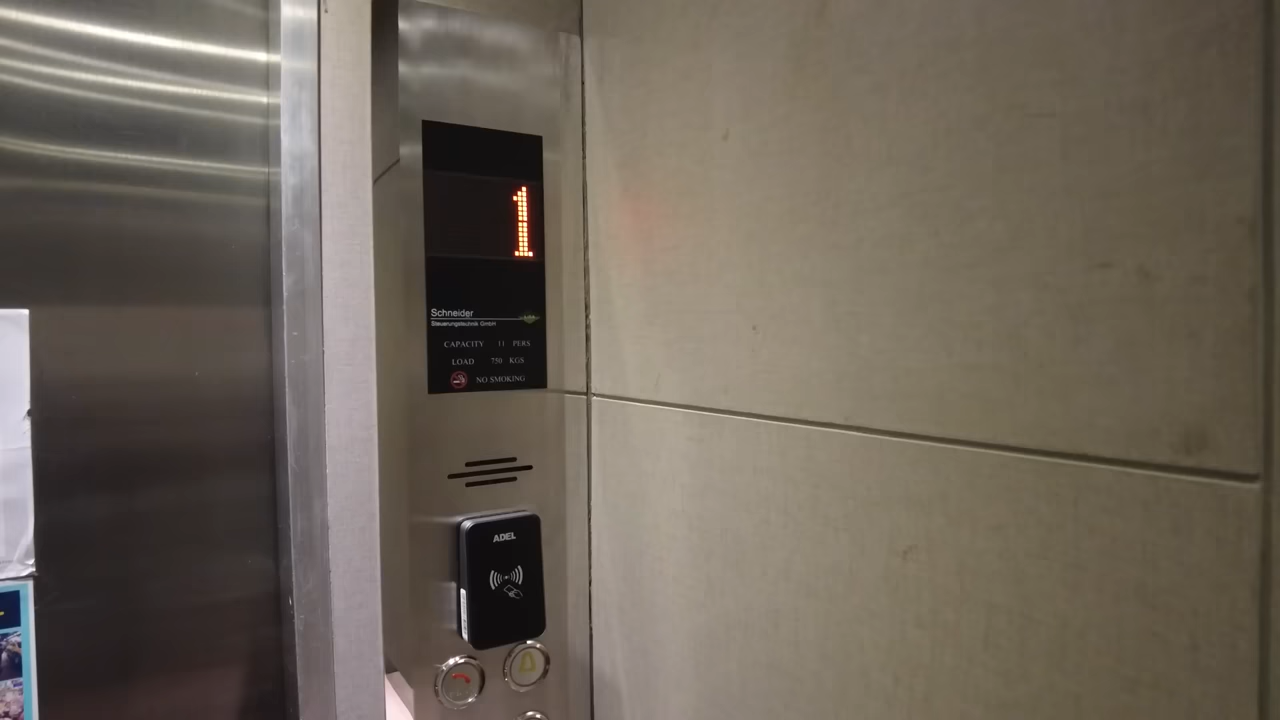 1
Schneider
Steuerungstechnik GmbH
CAPACITY 11 PERS
LOAD 750 KGS
NO SMOKING
ADEL